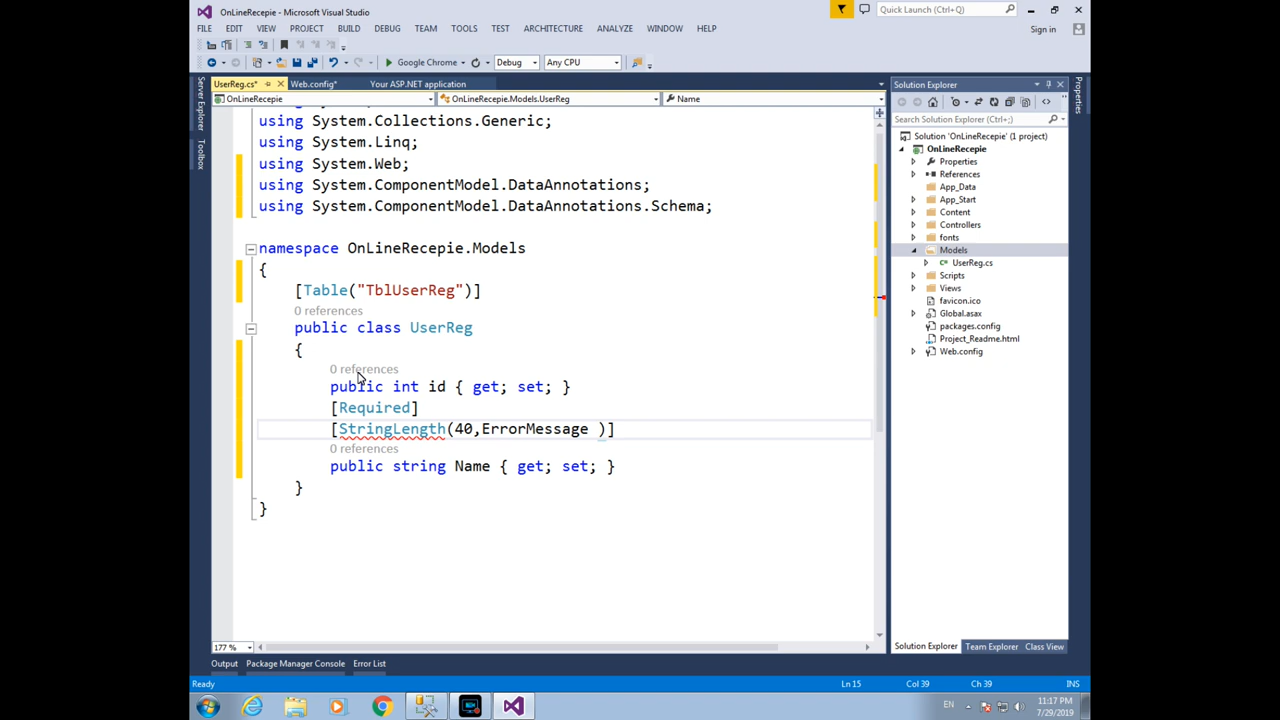 OnLineRecepie - Microsoft Visual Studio
Quick Launch (Ctrl+Q)
FILE EDIT VIEW PROJECT BUILD DEBUG TEAM TOOLS TEST ARCHITECTURE ANALYZE WINDOW HELP
Sign in
Google Chrome Debug Any CPU
Server Explorer
Toolbox
UserReg.cs* Web.config* Your ASP.NET application
OnLineRecepie OnLineRecepie.Models.UserReg Name
using System.Collections.Generic;
using System.Linq;
using System.Web;
using System.ComponentModel.DataAnnotations;
using System.ComponentModel.DataAnnotations.Schema;
namespace OnLineRecepie.Models
{
[Table("TblUserReg")]
0 references
public class UserReg
{
0 references
public int id { get; set; }
[Required]
[StringLength(40,ErrorMessage )]
0 references
public string Name { get; set; }
}
}
177 %
Solution Explorer
Search Solution Explorer (Ctrl+;)
Solution 'OnLineRecepie' (1 project)
OnLineRecepie
Properties
References
App_Data
App_Start
Content
Controllers
fonts
Models
UserReg.cs
Scripts
Views
favicon.ico
Global.asax
packages.config
Project_Readme.html
Web.config
Solution Explorer Team Explorer Class View
Properties
Output Package Manager Console Error List
Ready Ln 15 Col 39 Ch 39 INS
EN 11:17 PM
7/29/2019